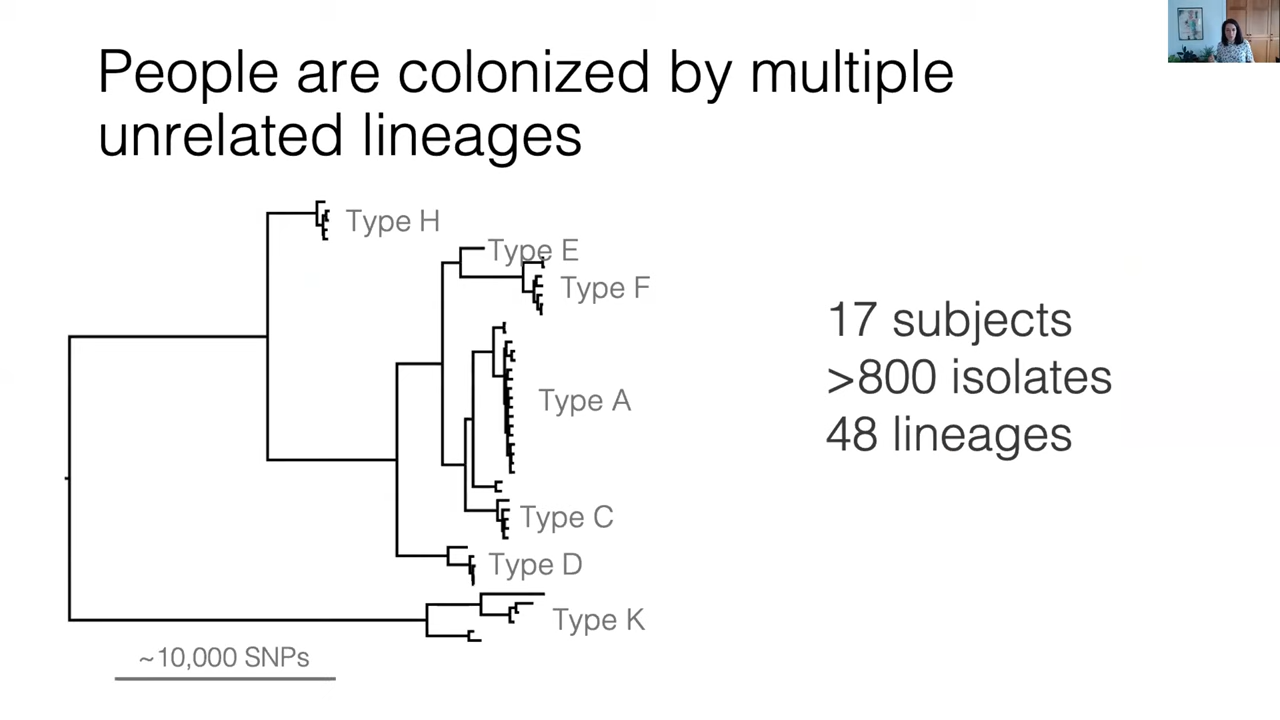 People are colonized by multiple
unrelated lineages
Type H
Type E
Type F
Type A
Type C
Type D
Type K
~10,000 SNPs
17 subjects
>800 isolates
48 lineages